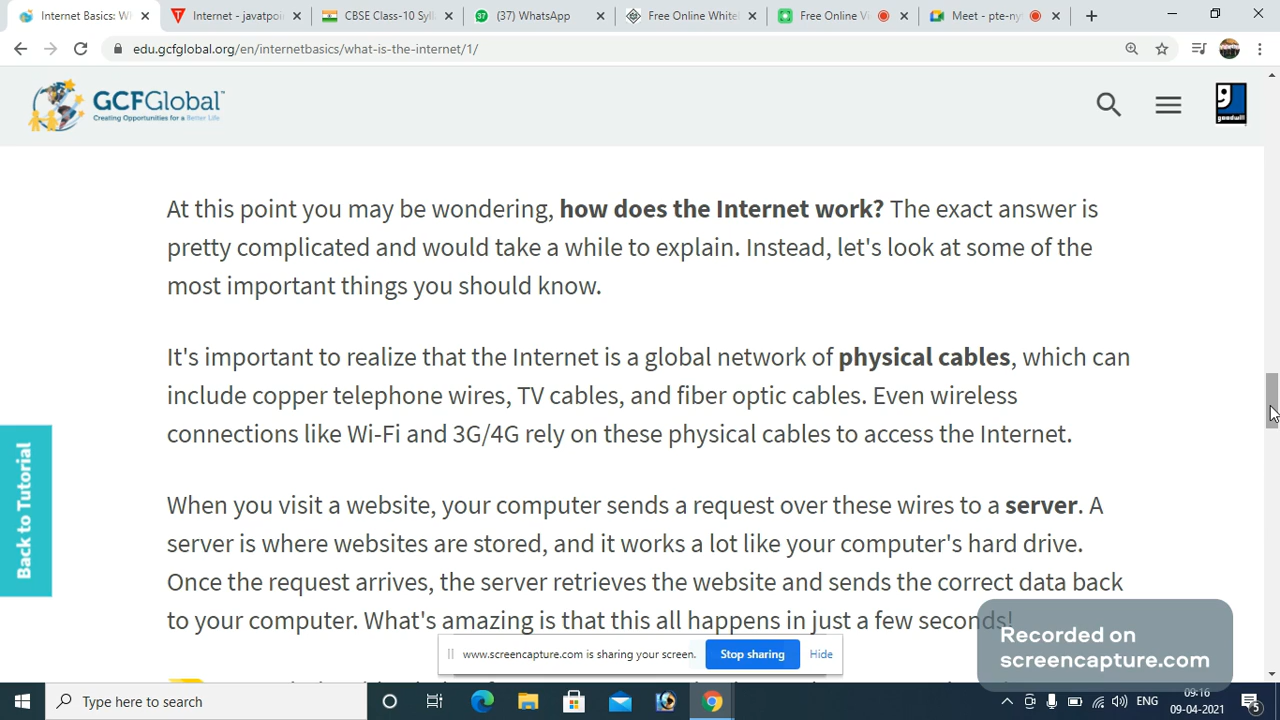 Internet Basics: Wh
Internet - javatpoint
CBSE Class-10 Syll
(37) WhatsApp
Free Online Whitel
Free Online Vi
Meet - pte-ny
edu.gcfglobal.org/en/internetbasics/what-is-the-internet/1/
GCFGlobal™
Creating Opportunities for a Better Life
goodwill
At this point you may be wondering, how does the Internet work? The exact answer is
pretty complicated and would take a while to explain. Instead, let's look at some of the
most important things you should know.
It's important to realize that the Internet is a global network of physical cables, which can
include copper telephone wires, TV cables, and fiber optic cables. Even wireless
connections like Wi-Fi and 3G/4G rely on these physical cables to access the Internet.
Back to Tutorial
When you visit a website, your computer sends a request over these wires to a server. A
server is where websites are stored, and it works a lot like your computer's hard drive.
Once the request arrives, the server retrieves the website and sends the correct data back
to your computer. What's amazing is that this all happens in just a few seconds!
www.screencapture.com is sharing your screen.
Stop sharing
Hide
Recorded on
screencapture.com
Type here to search
ENG
09:16
09-04-2021
5